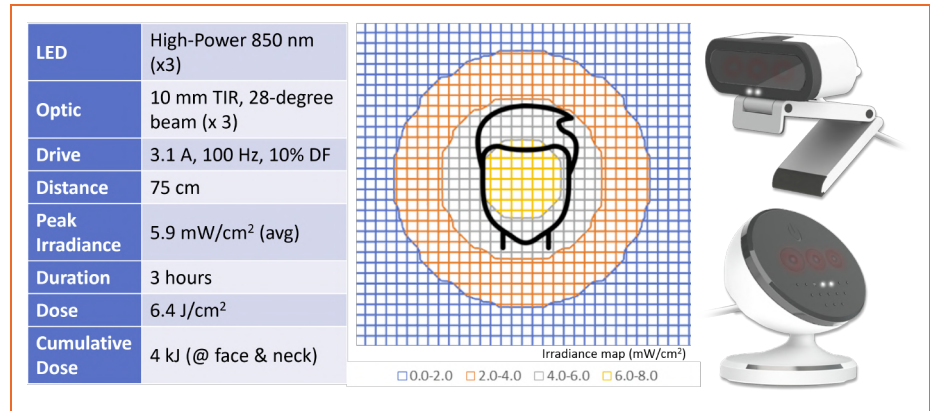 LED
High-Power 850 nm
(x3)
Optic
10 mm TIR, 28-degree
beam (x 3)
Drive
3.1 A, 100 Hz, 10% DF
Distance
75 cm
Peak
Irradiance
5.9 mW/cm² (avg)
Duration
3 hours
Dose
6.4 J/cm²
Cumulative
Dose
4 kJ (@ face & neck)
Irradiance map (mW/cm²)
0.0-2.0 2.0-4.0 4.0-6.0 6.0-8.0